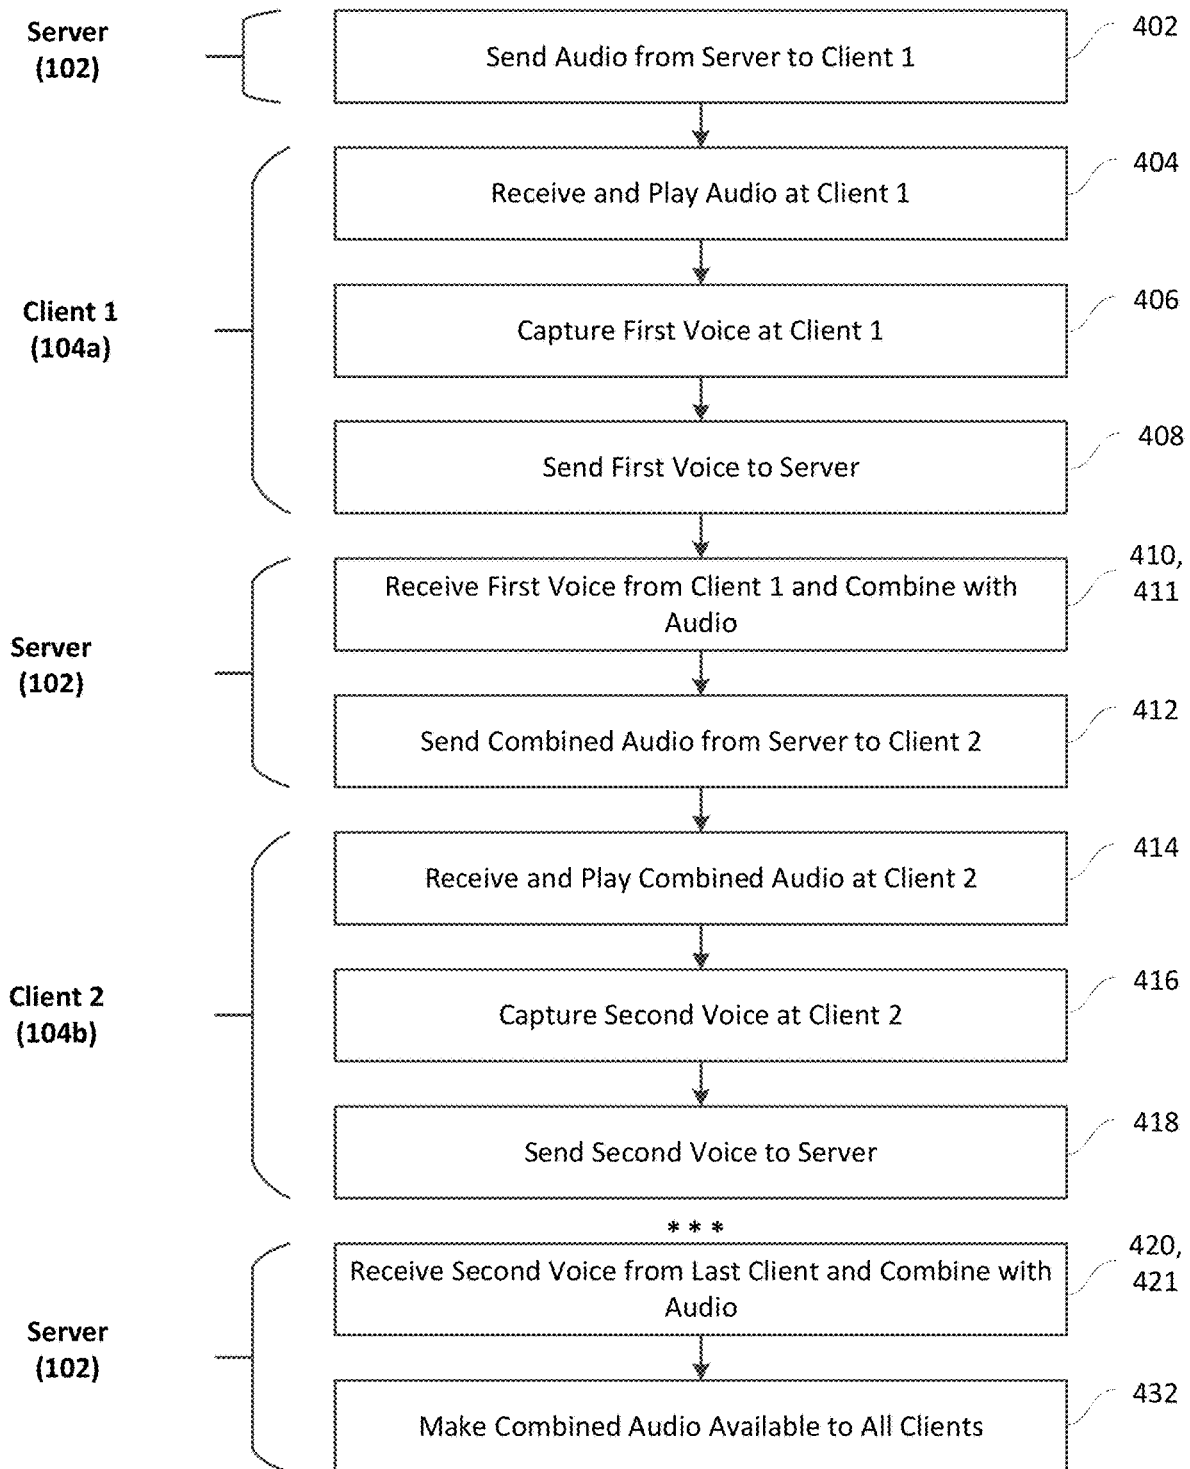 Server
(102)
Send Audio from Server to Client 1
402
Receive and Play Audio at Client 1
404
Client 1
(104a)
Capture First Voice at Client 1
406
Send First Voice to Server
408
Server
(102)
Receive First Voice from Client 1 and Combine with
Audio
410,
411
Send Combined Audio from Server to Client 2
412
Receive and Play Combined Audio at Client 2
414
Client 2
(104b)
Capture Second Voice at Client 2
416
Send Second Voice to Server
418
* * *
Server
(102)
Receive Second Voice from Last Client and Combine with
Audio
420,
421
Make Combined Audio Available to All Clients
432